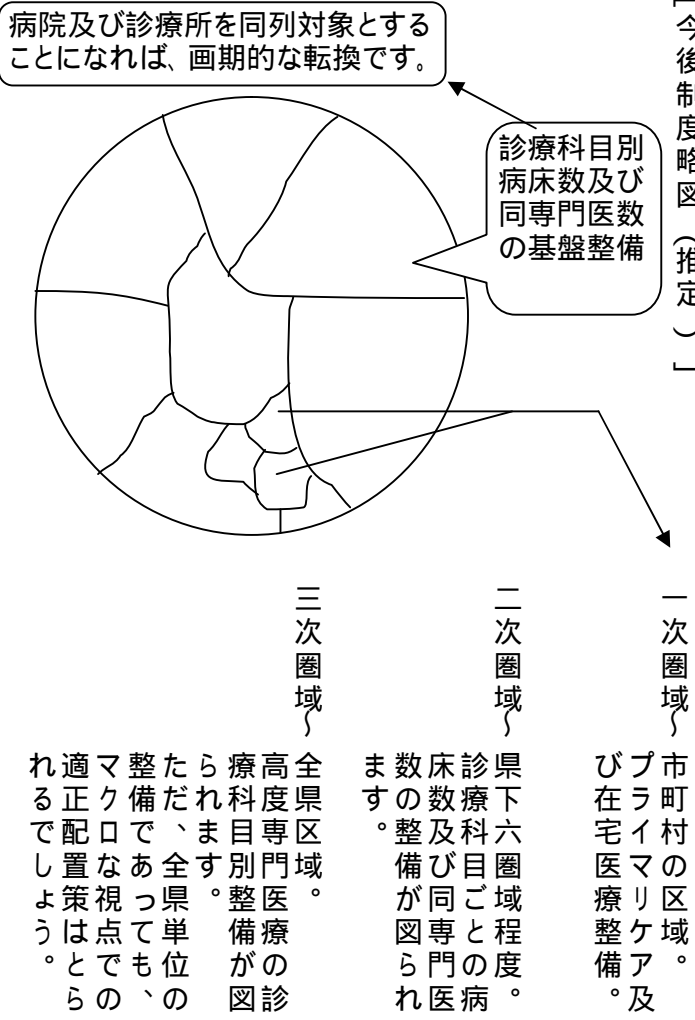 ［今後制度略図（推定）］
病院及び診療所を同列対象とする
ことになれば、画期的な転換です。
診療科目別
病床数及び
同専門医数
の基盤整備
一次圏域～市町村の区域。
プライマリケア及
び在宅医療整備。
二次圏域～県下六圏域程度。
診療科目ごとの病
床数及び同専門医
数の整備が図られ
ます。
三次圏域～全県区域。
高度専門医療の診
療科目別整備が図
られます。
ただ、全県単位の
整備であっても、
マクロな視点での
適正配置策はとら
れるでしょう。